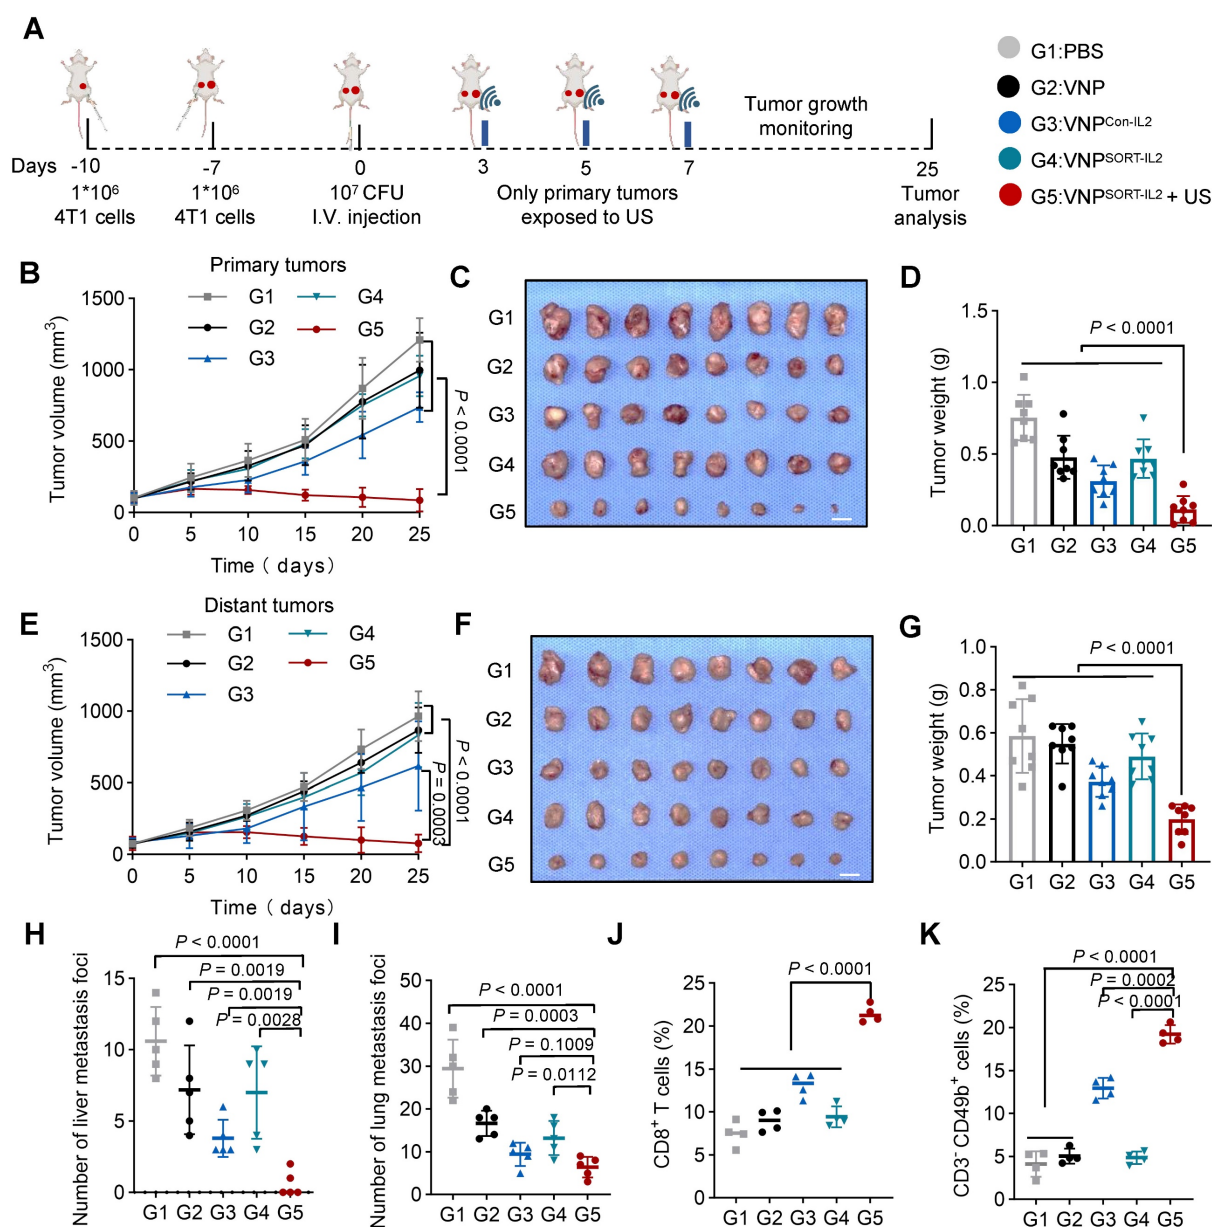 A
Days
-10
-7
0
3
5
7
25
1*10⁶
4T1 cells
1*10⁶
4T1 cells
10⁷ CFU
I.V. injection
Only primary tumors
exposed to US
Tumor growth
monitoring
Tumor
analysis
G1:PBS
G2:VNP
G3:VNP^Con-IL2
G4:VNP^SORT-IL2
G5:VNP^SORT-IL2 + US
B
Primary tumors
G1
G2
G3
G4
G5
Tumor volume (mm³)
1500
1000
500
0
0 5 10 15 20 25
Time ( days)
P < 0.0001
C
G1
G2
G3
G4
G5
D
P < 0.0001
Tumor weight (g)
1.5
1.0
0.5
0.0
G1 G2 G3 G4 G5
E
Distant tumors
G1
G2
G3
G4
G5
Tumor volume (mm³)
1500
1000
500
0
0 5 10 15 20 25
Time ( days)
P = 0.0003
P < 0.0001
F
G1
G2
G3
G4
G5
G
P < 0.0001
Tumor weight (g)
1.0
0.8
0.6
0.4
0.2
0.0
G1 G2 G3 G4 G5
H
P < 0.0001
P = 0.0019
P = 0.0019
P = 0.0028
Number of liver metastasis foci
15
10
5
0
G1 G2 G3 G4 G5
I
P < 0.0001
P = 0.0003
P = 0.1009
P = 0.0112
Number of lung metastasis foci
50
40
30
20
10
0
G1 G2 G3 G4 G5
J
P < 0.0001
CD8⁺ T cells (%)
25
20
15
10
5
0
G1 G2 G3 G4 G5
K
P < 0.0001
P = 0.0002
P < 0.0001
CD3⁻ CD49b⁺ cells (%)
25
20
15
10
5
0
G1 G2 G3 G4 G5